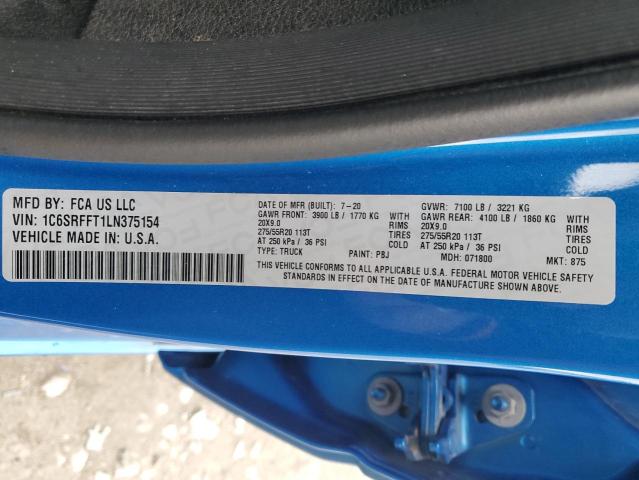 MFD BY: FCA US LLC
VIN: 1C6SRFFT1LN375154
VEHICLE MADE IN U.S.A.
DATE OF MFR (BUILT): 7-20
GAWR FRONT: 3900 LB / 1770 KG WITH
20X9.0 RIMS
275/55R20 113T TIRES
AT 250 kPa / 36 PSI COLD
TYPE: TRUCK PAINT: PBJ
GVWR: 7100 LB / 3221 KG
GAWR REAR: 4100 LB / 1860 KG WITH
20X9.0 RIMS
275/55R20 113T TIRES
AT 250 kPa / 36 PSI COLD
MDH: 071800 MKT: 875
THIS VEHICLE CONFORMS TO ALL APPLICABLE U.S.A. FEDERAL MOTOR VEHICLE SAFETY
STANDARDS IN EFFECT ON THE DATE OF MANUFACTURE SHOWN ABOVE.